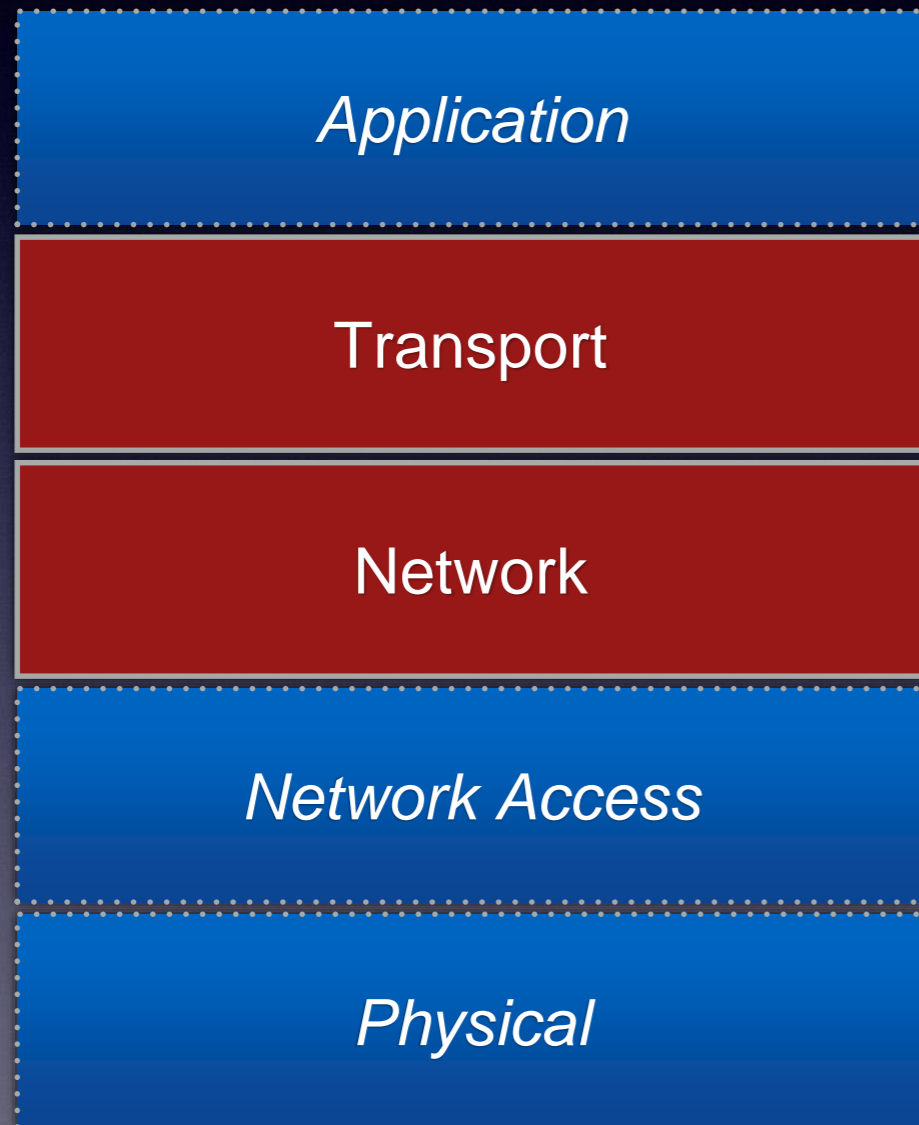 Application
Transport
Network
Network Access
Physical